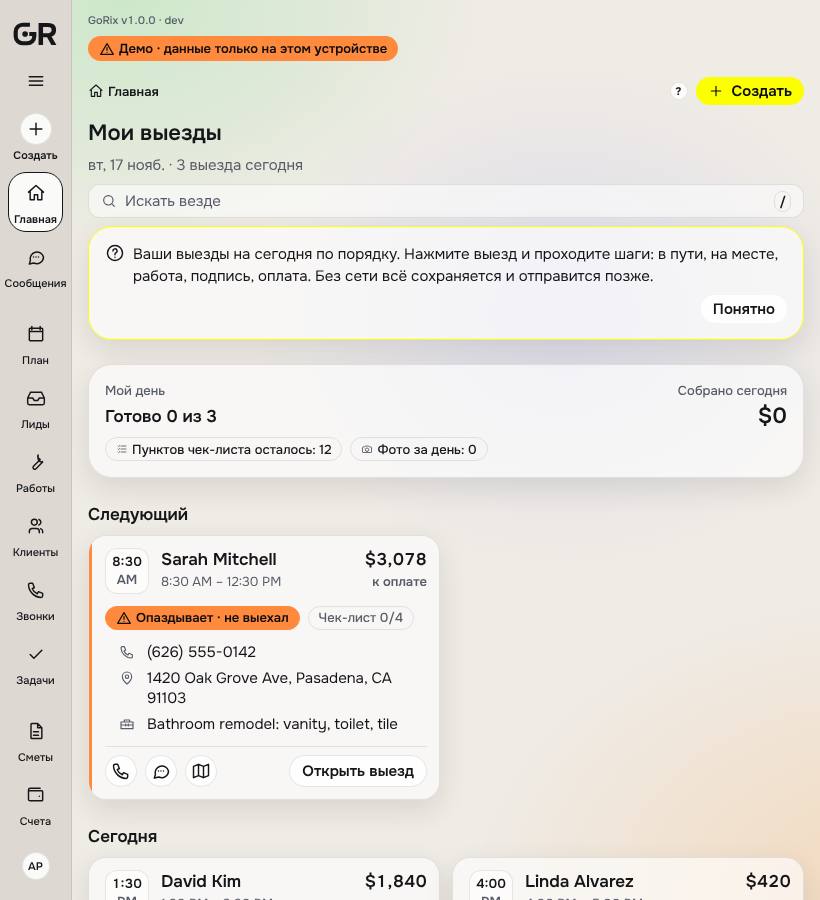 GR
GoRix v1.0.0 · dev
Демо · данные только на этом устройстве
Главная
?
Создать
Мои выезды
вт, 17 нояб. · 3 выезда сегодня
Искать везде
/
Ваши выезды на сегодня по порядку. Нажмите выезд и проходите шаги: в пути, на месте,
работа, подпись, оплата. Без сети всё сохраняется и отправится позже.
Понятно
Мой день
Собрано сегодня
Готово 0 из 3
$0
Пунктов чек-листа осталось: 12
Фото за день: 0
Следующий
8:30
AM
Sarah Mitchell
$3,078
8:30 AM – 12:30 PM
к оплате
Опаздывает · не выехал
Чек-лист 0/4
(626) 555-0142
1420 Oak Grove Ave, Pasadena, CA
91103
Bathroom remodel: vanity, toilet, tile
Открыть выезд
Сегодня
1:30
David Kim
$1,840
4:00
Linda Alvarez
$420
Создать
Главная
Сообщения
План
Лиды
Работы
Клиенты
Звонки
Задачи
Сметы
Счета
AP